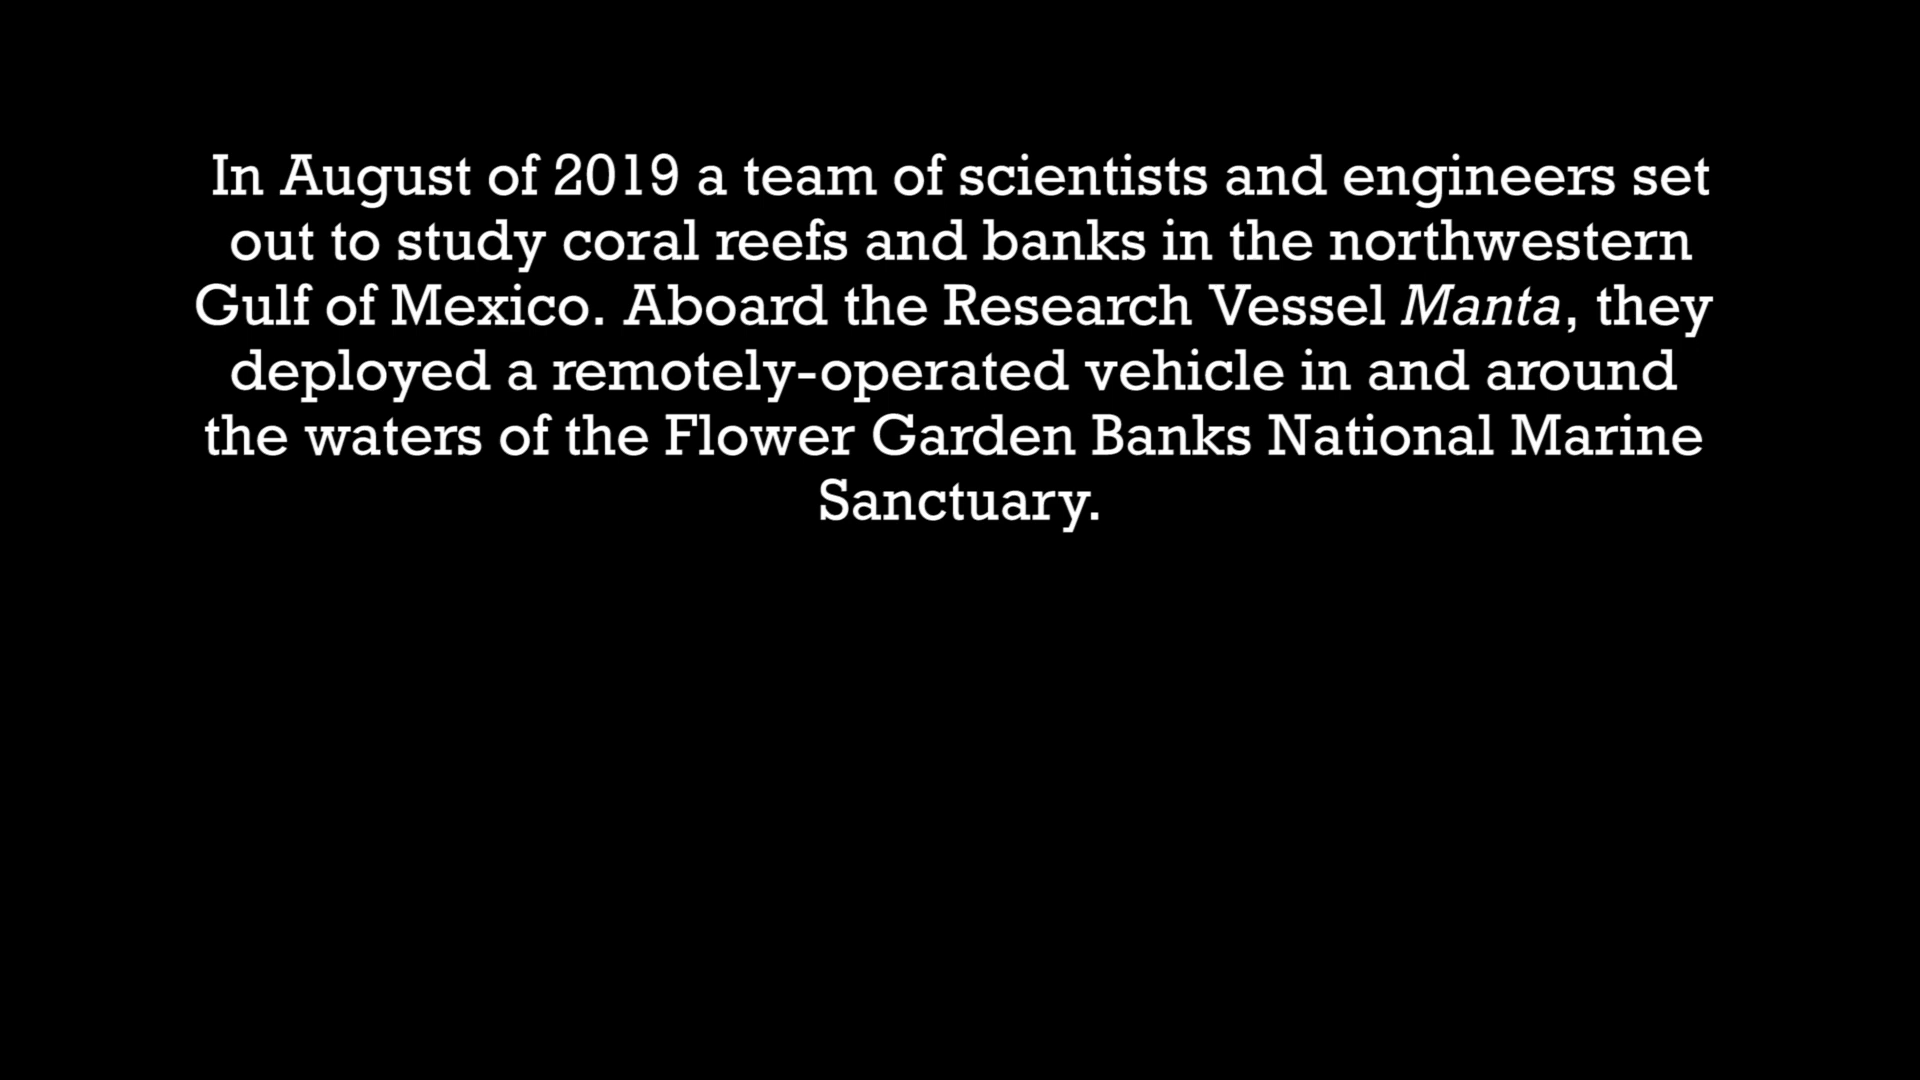 In August of 2019 a team of scientists and engineers set
out to study coral reefs and banks in the northwestern
Gulf of Mexico. Aboard the Research Vessel Manta, they
deployed a remotely-operated vehicle in and around
the waters of the Flower Garden Banks National Marine
Sanctuary.